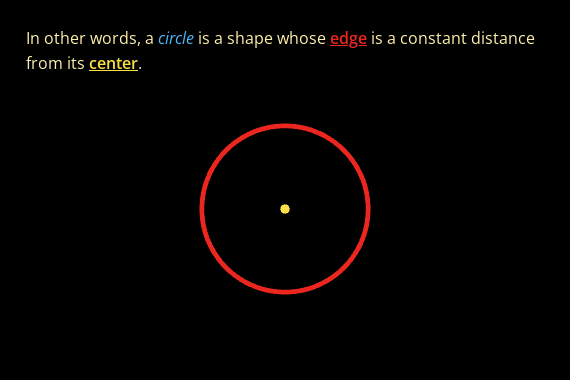 In other words, a circle is a shape whose edge is a constant distance
from its center.